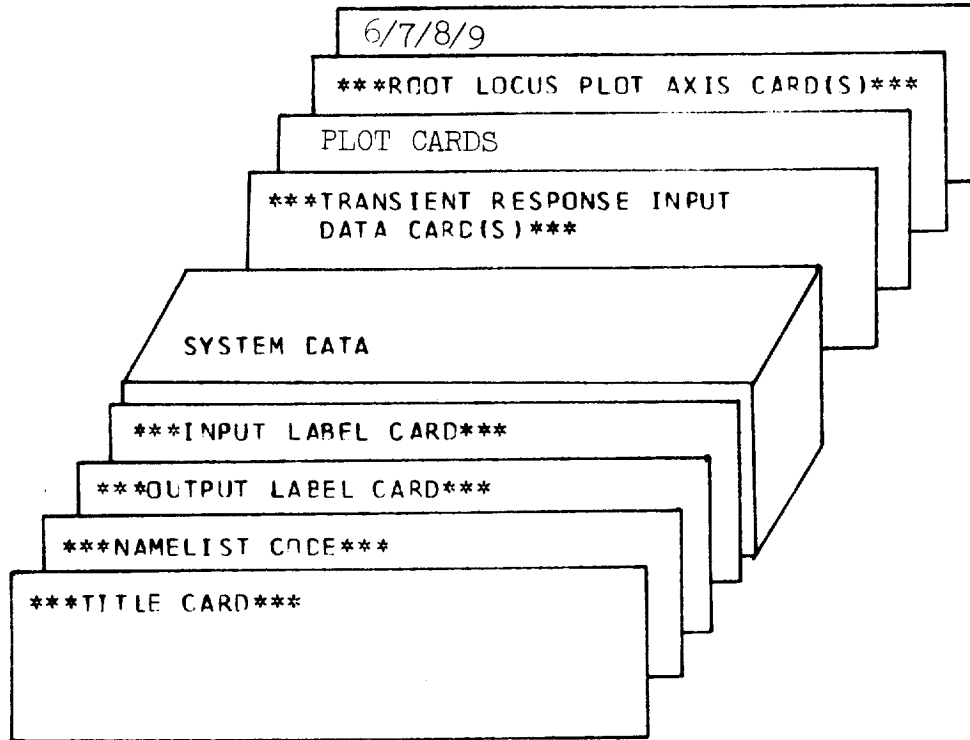 6/7/8/9
***ROOT LOCUS PLOT AXIS CARD(S)***
PLOT CARDS
***TRANSIENT RESPONSE INPUT
DATA CARD(S)***
SYSTEM DATA
***INPUT LABEL CARD***
***OUTPUT LABEL CARD***
***NAMELIST CODE***
***TITLE CARD***